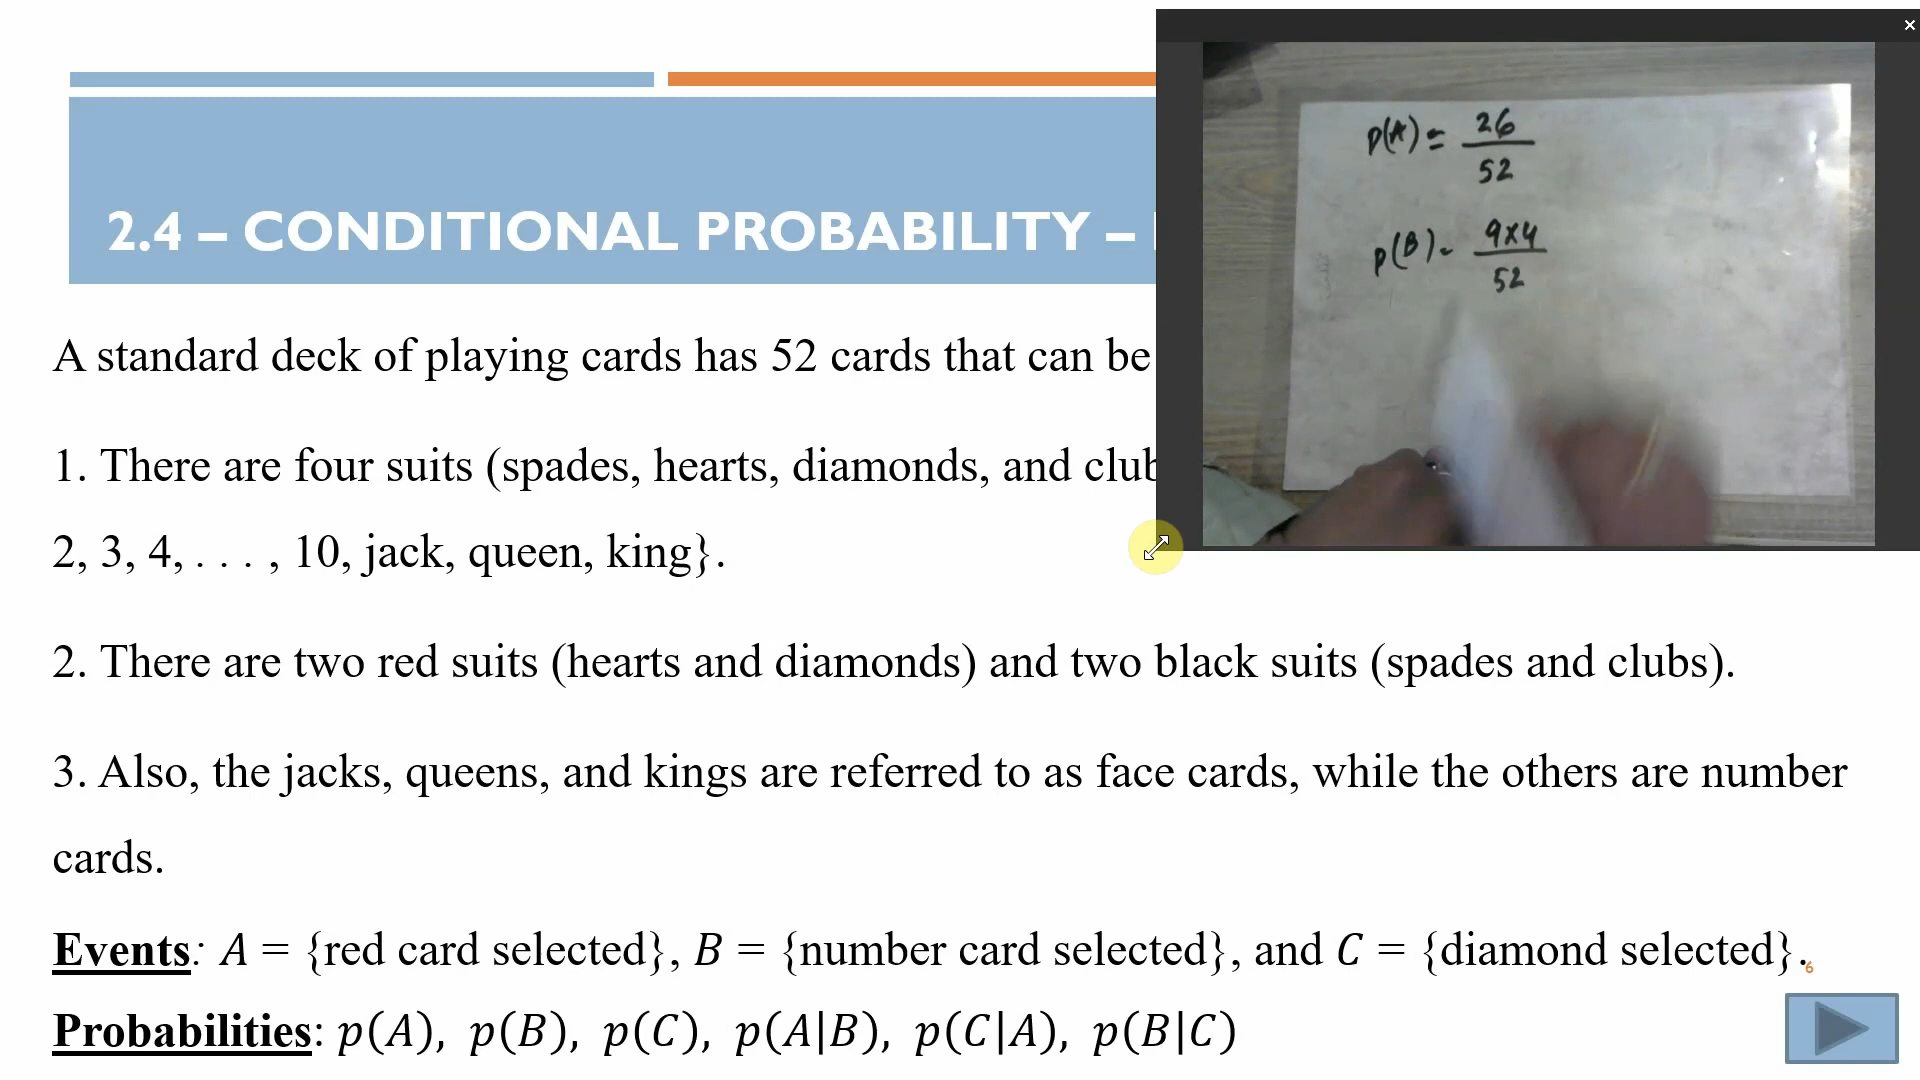 2.4 – CONDITIONAL PROBABILITY –
A standard deck of playing cards has 52 cards that can be
1. There are four suits (spades, hearts, diamonds, and club
2, 3, 4, . . . , 10, jack, queen, king}.
2. There are two red suits (hearts and diamonds) and two black suits (spades and clubs).
3. Also, the jacks, queens, and kings are referred to as face cards, while the others are number
cards.
Events: A = {red card selected}, B = {number card selected}, and C = {diamond selected}.
6
Probabilities: p(A), p(B), p(C), p(A|B), p(C|A), p(B|C)
p(A) = 26
52
p(B) = 9x4
52